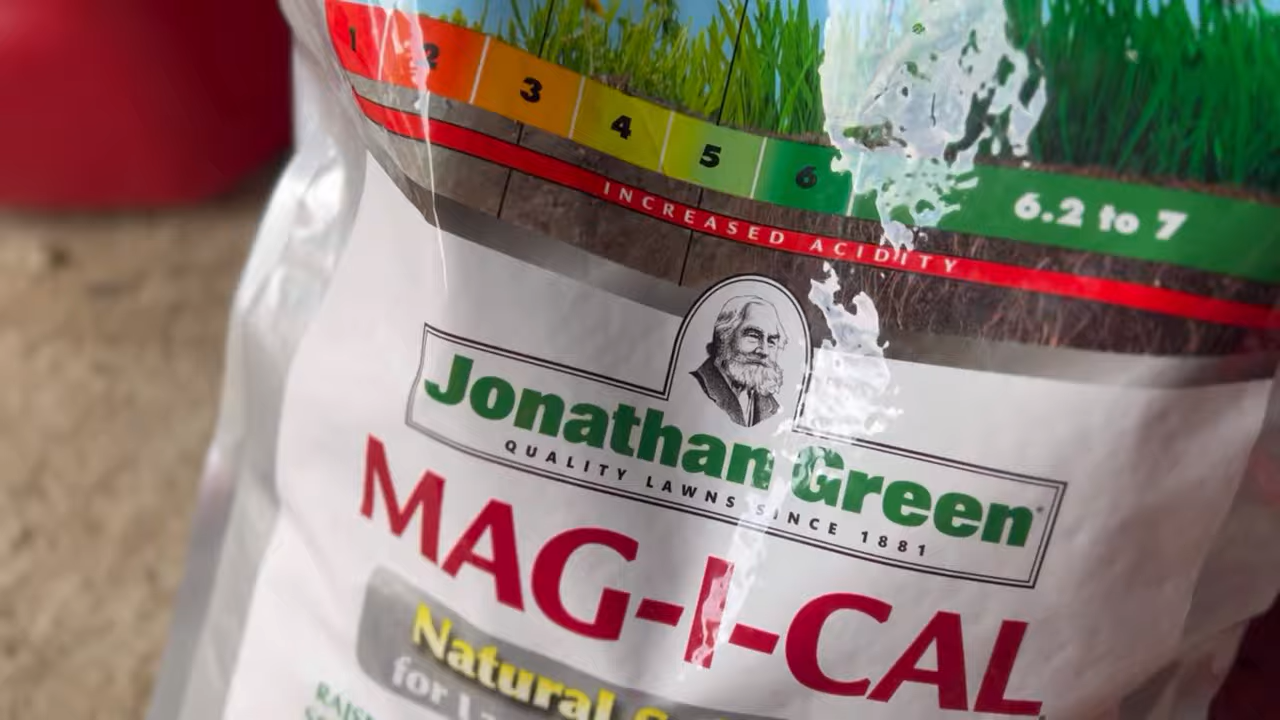 1 2 3 4 5 6 6.2 to 7
INCREASED ACIDITY
Jonathan Green
QUALITY LAWNS SINCE 1881
MAG-I-CAL
Natural
for